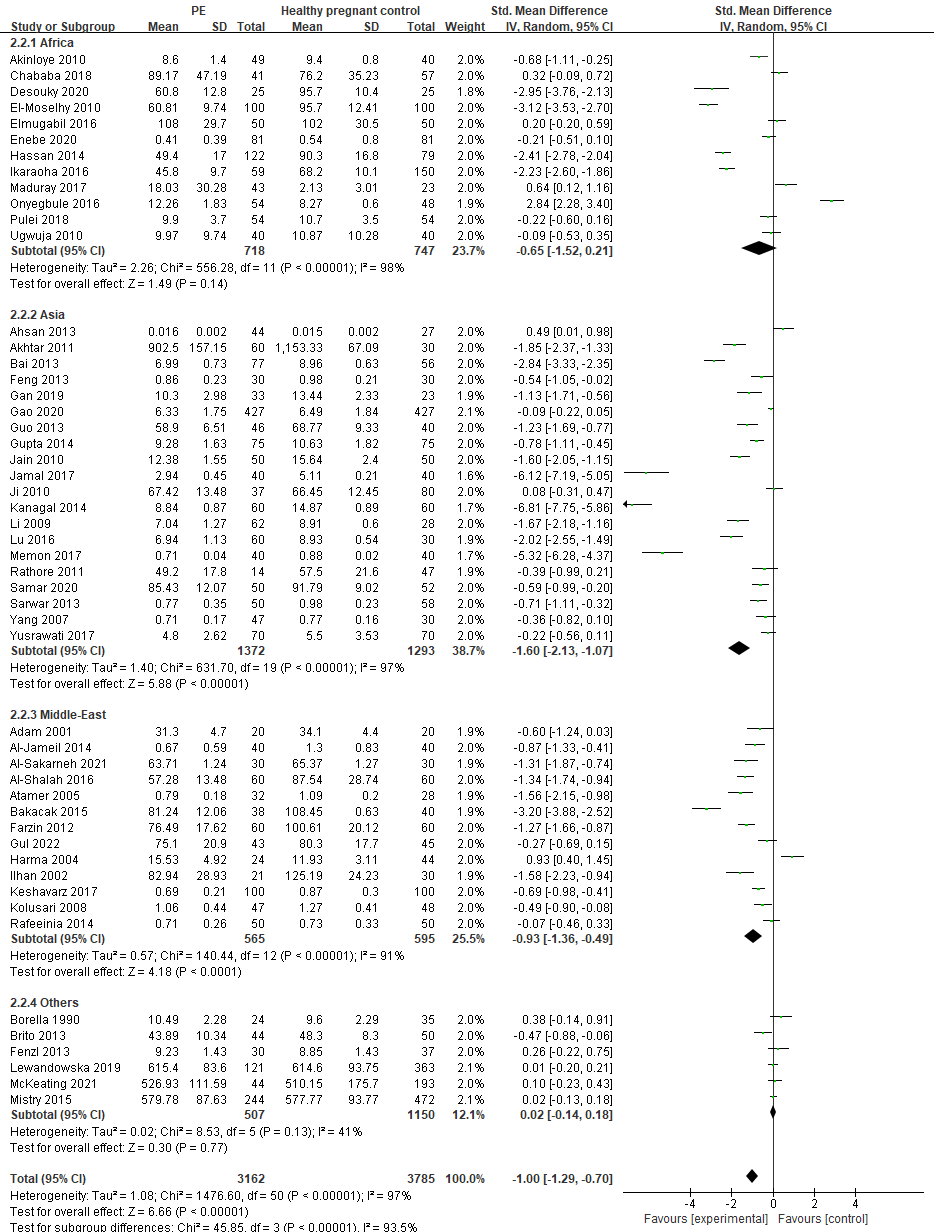 PE Healthy pregnant control Std. Mean Difference Std. Mean Difference
Study or Subgroup Mean SD Total Mean SD Total Weight IV, Random, 95% CI IV, Random, 95% CI
2.2.1 Africa
Akinloye 2010 8.6 1.4 49 9.4 0.8 40 2.0% -0.68 [-1.11, -0.25]
Chababa 2018 89.17 47.19 41 76.2 35.23 57 2.0% 0.32 [-0.09, 0.72]
Desouky 2020 60.8 12.8 25 95.7 10.4 25 1.8% -2.95 [-3.76, -2.13]
El-Moselhy 2010 60.81 9.74 100 95.7 12.41 100 2.0% -3.12 [-3.53, -2.70]
Elmugabil 2016 108 29.7 50 102 30.5 50 2.0% 0.20 [-0.20, 0.59]
Enebe 2020 0.41 0.39 81 0.54 0.8 81 2.0% -0.21 [-0.51, 0.10]
Hassan 2014 49.4 17 122 90.3 16.8 79 2.0% -2.41 [-2.78, -2.04]
Ikaraoha 2016 45.8 9.7 59 68.2 10.1 150 2.0% -2.23 [-2.60, -1.86]
Maduray 2017 18.03 30.28 43 2.13 3.01 23 2.0% 0.64 [0.12, 1.16]
Onyegbule 2016 12.26 1.83 54 8.27 0.6 48 2.0% 2.84 [2.28, 3.40]
Pulei 2018 9.9 3.7 54 10.7 3.5 54 2.0% -0.22 [-0.60, 0.16]
Ugwuja 2010 9.97 9.74 40 10.87 10.28 40 2.0% -0.09 [-0.53, 0.35]
Subtotal (95% CI) 718 747 23.7% -0.65 [-1.52, 0.21]
Heterogeneity: Tau² = 2.26; Chi² = 556.28, df = 11 (P < 0.00001); I² = 98%
Test for overall effect: Z = 1.49 (P = 0.14)
2.2.2 Asia
Ahsan 2013 0.016 0.002 44 0.015 0.002 27 2.0% 0.49 [0.01, 0.98]
Akhtar 2011 902.5 157.15 60 1,153.33 67.09 30 2.0% -1.85 [-2.37, -1.33]
Bai 2013 6.99 0.73 77 8.96 0.63 56 2.0% -2.84 [-3.33, -2.35]
Feng 2013 0.86 0.23 30 0.98 0.21 30 2.0% -0.54 [-1.05, -0.02]
Gan 2019 10.3 2.98 33 13.44 2.33 23 2.0% -1.13 [-1.71, -0.56]
Gao 2020 6.33 1.75 427 6.49 1.84 427 2.1% -0.09 [-0.22, 0.05]
Guo 2013 58.9 6.51 46 68.77 9.33 40 2.0% -1.23 [-1.69, -0.77]
Gupta 2014 9.28 1.63 75 10.63 1.82 75 2.0% -0.78 [-1.11, -0.45]
Jain 2010 12.38 1.55 50 15.64 2.4 50 2.0% -1.60 [-2.05, -1.15]
Jamal 2017 2.94 0.45 40 5.11 0.21 40 1.7% -6.12 [-7.19, -5.05]
Ji 2010 67.42 13.48 37 66.45 12.45 80 2.0% 0.08 [-0.31, 0.47]
Kanagal 2014 8.84 0.87 60 14.87 0.89 60 1.7% -6.81 [-7.75, -5.86]
Li 2009 7.04 1.27 62 8.91 0.6 28 2.0% -1.67 [-2.18, -1.16]
Lu 2016 6.94 1.13 60 8.93 0.54 30 2.0% -2.02 [-2.55, -1.49]
Memon 2017 0.71 0.04 40 0.88 0.02 40 1.7% -5.32 [-6.28, -4.37]
Rathore 2011 49.2 17.8 14 57.5 21.6 47 1.9% -0.39 [-0.99, 0.21]
Samar 2020 85.43 12.07 50 91.79 9.02 52 2.0% -0.59 [-0.99, -0.20]
Sarwar 2013 0.77 0.35 50 0.98 0.23 58 2.0% -0.71 [-1.11, -0.32]
Yang 2007 0.71 0.17 47 0.77 0.16 30 2.0% -0.36 [-0.82, 0.10]
Yusrawati 2017 4.8 2.62 70 5.5 3.53 70 2.0% -0.22 [-0.56, 0.11]
Subtotal (95% CI) 1372 1293 38.7% -1.60 [-2.13, -1.07]
Heterogeneity: Tau² = 1.40; Chi² = 631.70, df = 19 (P < 0.00001); I² = 97%
Test for overall effect: Z = 5.88 (P < 0.00001)
2.2.3 Middle-East
Adam 2001 31.3 4.7 20 34.1 4.4 20 1.9% -0.60 [-1.24, 0.03]
Al-Jameil 2014 0.67 0.59 40 1.3 0.83 40 2.0% -0.87 [-1.33, -0.41]
Al-Sakarneh 2021 63.71 1.24 30 65.37 1.27 30 2.0% -1.31 [-1.87, -0.74]
Al-Shalah 2016 57.28 13.48 60 87.54 28.74 60 2.0% -1.34 [-1.74, -0.94]
Atamer 2005 0.79 0.18 32 1.09 0.2 28 2.0% -1.56 [-2.15, -0.98]
Bakacak 2015 81.24 12.06 38 108.45 0.63 40 1.9% -3.20 [-3.88, -2.52]
Farzin 2012 76.49 17.62 60 100.61 20.12 60 2.0% -1.27 [-1.66, -0.87]
Gul 2022 75.1 20.9 43 80.3 17.7 45 2.0% -0.27 [-0.69, 0.15]
Harma 2004 15.53 4.92 24 11.93 3.11 44 2.0% 0.93 [0.40, 1.45]
Ilhan 2002 82.94 28.93 21 125.19 24.23 30 1.9% -1.58 [-2.23, -0.94]
Keshavarz 2017 0.69 0.21 100 0.87 0.3 100 2.0% -0.69 [-0.98, -0.41]
Kolusari 2008 1.06 0.44 47 1.27 0.41 48 2.0% -0.49 [-0.90, -0.08]
Rafeeinia 2014 0.71 0.26 50 0.73 0.33 50 2.0% -0.07 [-0.46, 0.33]
Subtotal (95% CI) 565 595 25.5% -0.93 [-1.36, -0.49]
Heterogeneity: Tau² = 0.57; Chi² = 140.44, df = 12 (P < 0.00001); I² = 91%
Test for overall effect: Z = 4.18 (P < 0.0001)
2.2.4 Others
Borella 1990 10.49 2.28 24 9.6 2.29 35 2.0% 0.38 [-0.14, 0.91]
Brito 2013 43.89 10.34 44 48.3 8.3 50 2.0% -0.47 [-0.88, -0.06]
Fenzl 2013 9.23 1.43 30 8.85 1.43 37 2.0% 0.26 [-0.22, 0.75]
Lewandowska 2019 615.4 83.6 121 614.6 93.75 363 2.0% 0.01 [-0.20, 0.21]
McKeating 2021 526.93 111.59 44 510.15 175.7 193 2.0% 0.10 [-0.23, 0.43]
Mistry 2015 579.78 87.63 244 577.77 93.77 472 2.1% 0.02 [-0.13, 0.18]
Subtotal (95% CI) 507 1150 12.1% 0.02 [-0.14, 0.18]
Heterogeneity: Tau² = 0.02; Chi² = 8.53, df = 5 (P = 0.13); I² = 41%
Test for overall effect: Z = 0.30 (P = 0.77)
Total (95% CI) 3162 3785 100.0% -1.00 [-1.29, -0.70]
Heterogeneity: Tau² = 1.08; Chi² = 1476.60, df = 50 (P < 0.00001); I² = 97%
Test for overall effect: Z = 6.66 (P < 0.00001)
Test for subgroup differences: Chi² = 45.85, df = 3 (P < 0.00001), I² = 93.5%
-4 -2 0 2 4
Favours [experimental] Favours [control]